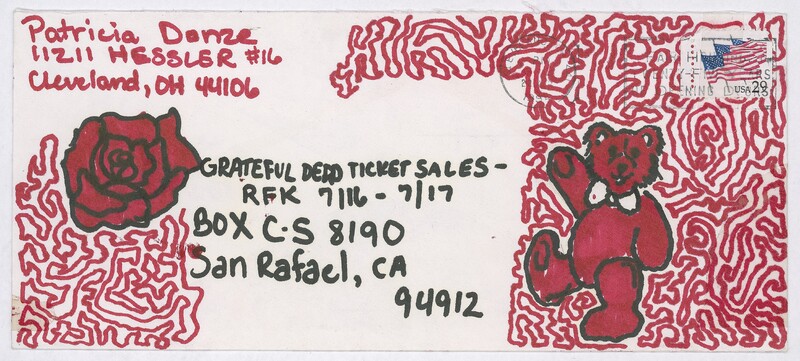 Patricia Donze
11211 HESSLER #16
Cleveland, OH 44106
USA 29
GRATEFUL DEAD TICKET SALES -
RFK 7/16 - 7/17
BOX C-S 8190
San Rafael, CA
94912